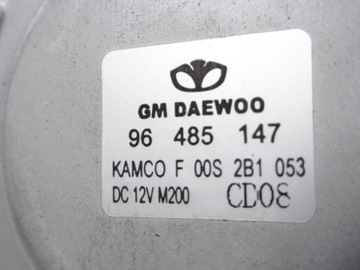 GM DAEWOO
96 485 147
KAMCO F 00S 2B1 053
DC 12V M200 CD08